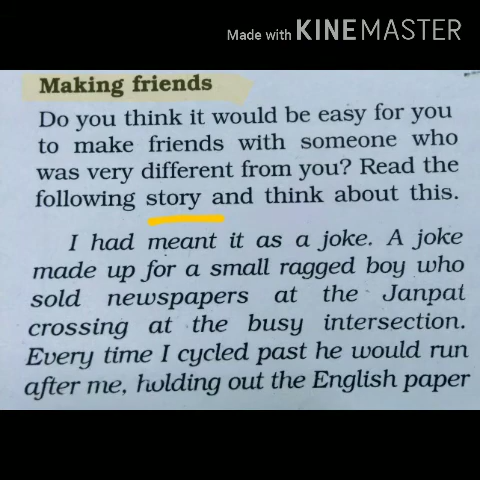 Made with KINEMASTER
Making friends
Do you think it would be easy for you
to make friends with someone who
was very different from you? Read the
following story and think about this.
I had meant it as a joke. A joke
made up for a small ragged boy who
sold newspapers at the Janpat
crossing at the busy intersection.
Every time I cycled past he would run
after me, holding out the English paper